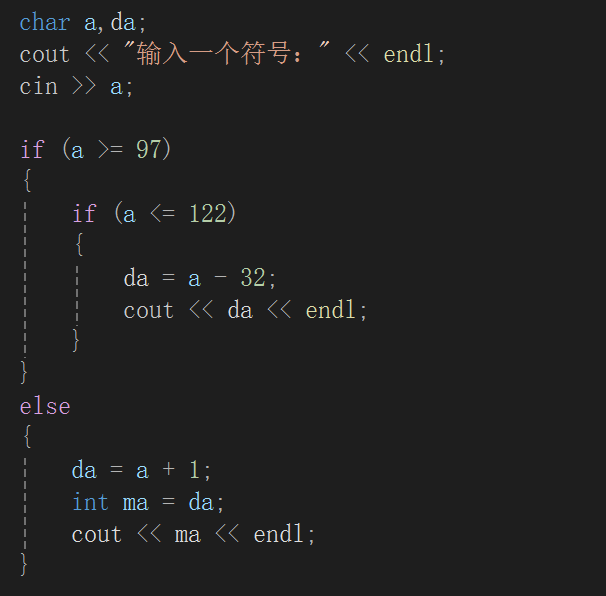 char a,da;
cout << "输入一个符号：" << endl;
cin >> a;
if (a >= 97)
{
if (a <= 122)
{
da = a - 32;
cout << da << endl;
}
}
else
{
da = a + 1;
int ma = da;
cout << ma << endl;
}